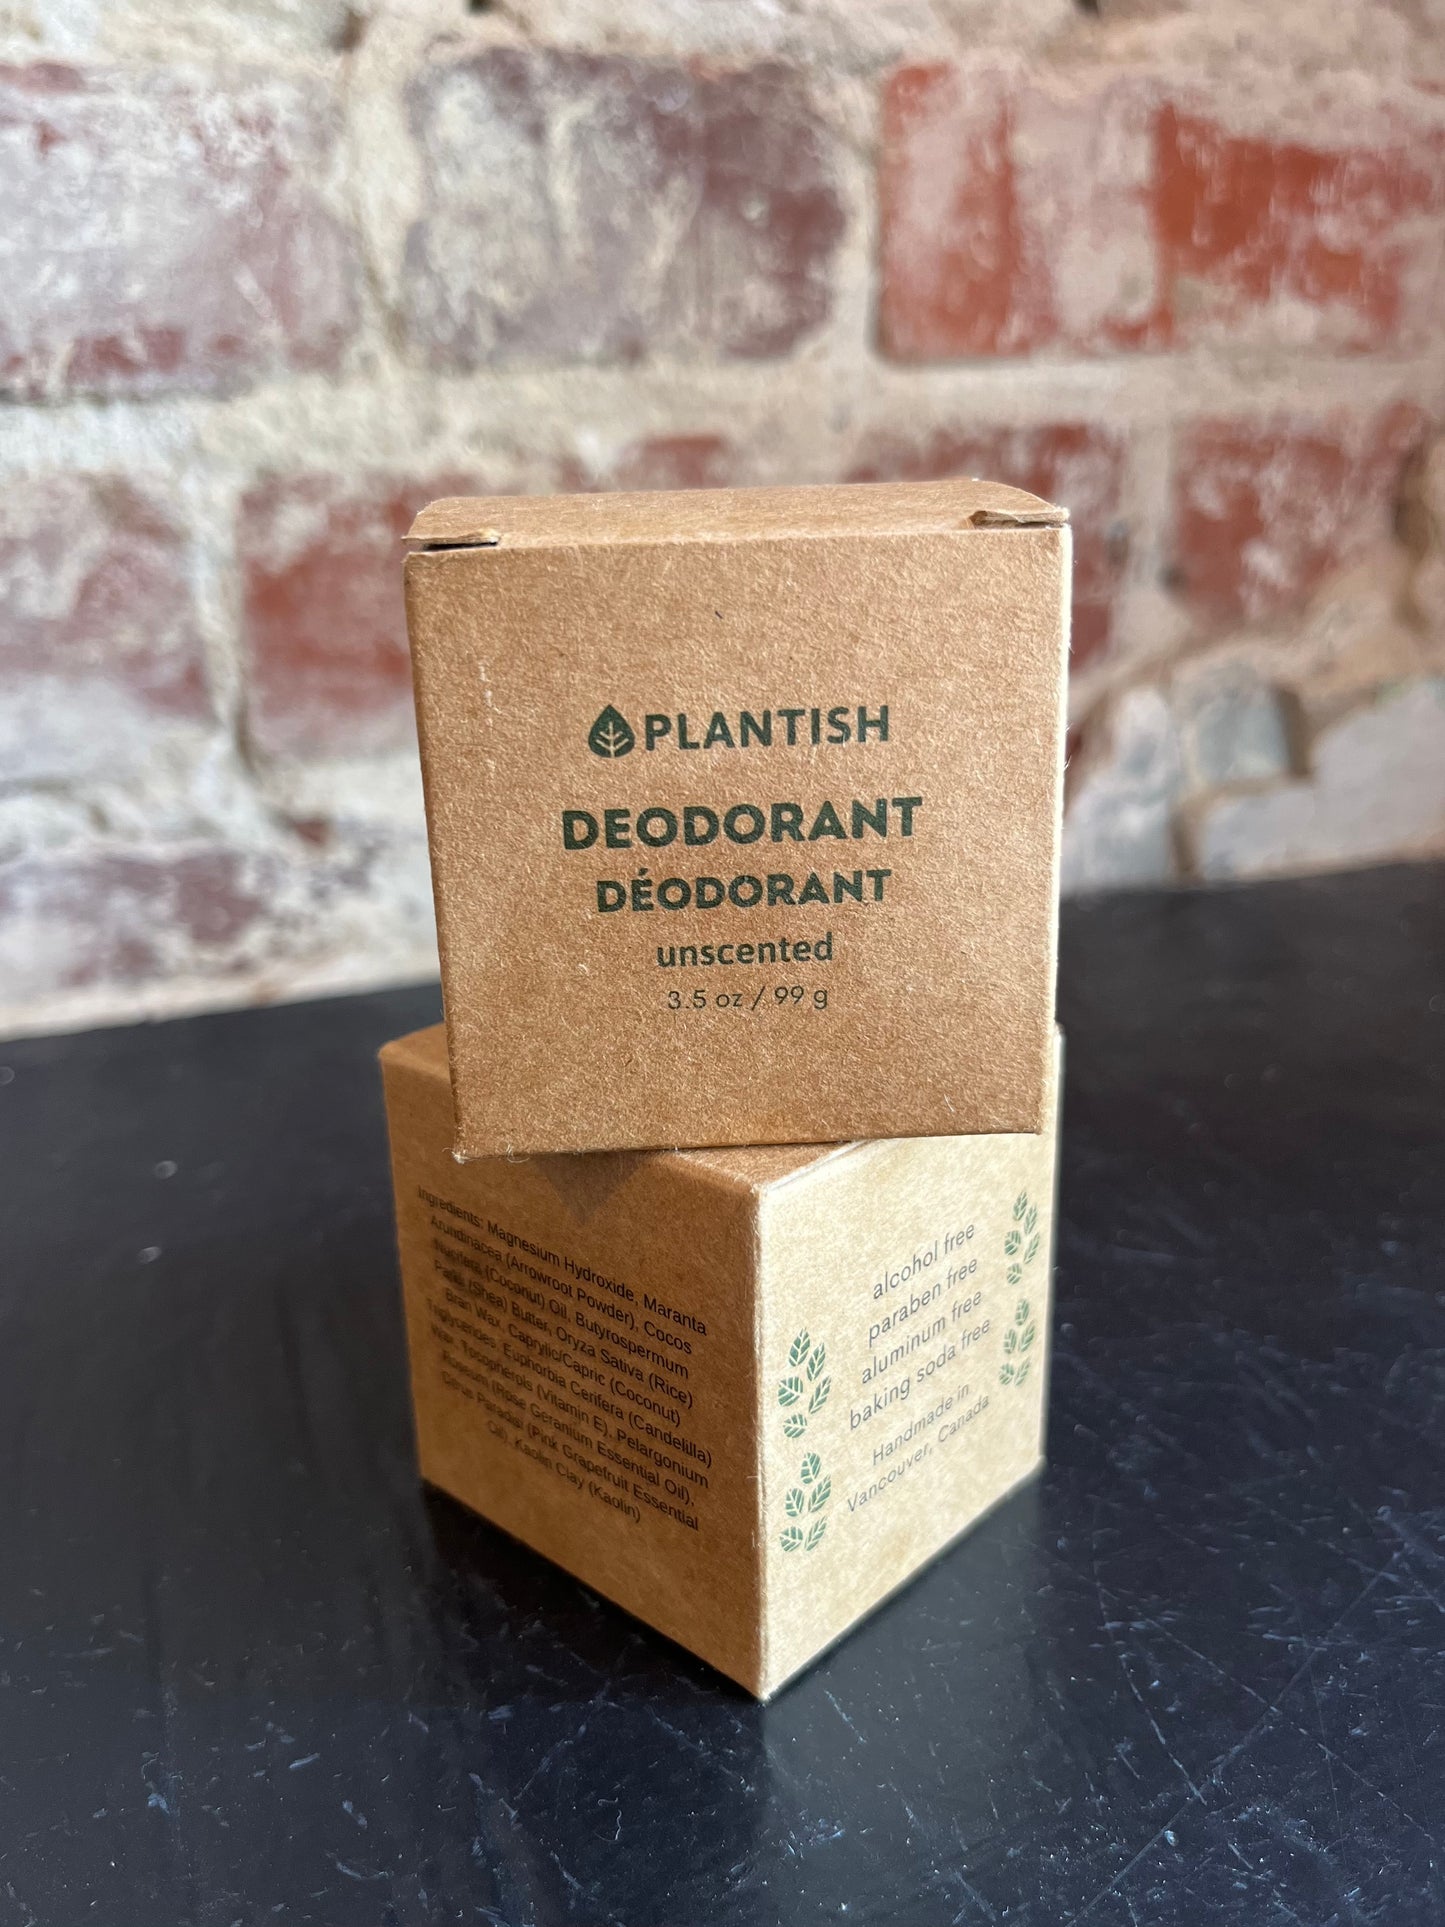 PLANTISH
DEODORANT
DÉODORANT
unscented
3.5 oz / 99 g
Ingredients: Magnesium Hydroxide, Maranta
Arundinacea (Arrowroot Powder), Cocos
Nucifera (Coconut) Oil, Butyrospermum
Parkii (Shea) Butter, Oryza Sativa (Rice)
Bran Wax, Caprylic/Capric (Coconut)
Triglycerides, Euphorbia Cerifera (Candelilla)
Wax, Tocopherols (Vitamin E), Pelargonium
Roseum (Rose Geranium Essential Oil),
Citrus Paradisi (Pink Grapefruit Essential
Oil), Kaolin Clay (Kaolin)
alcohol free
paraben free
aluminum free
baking soda free
Handmade in
Vancouver, Canada